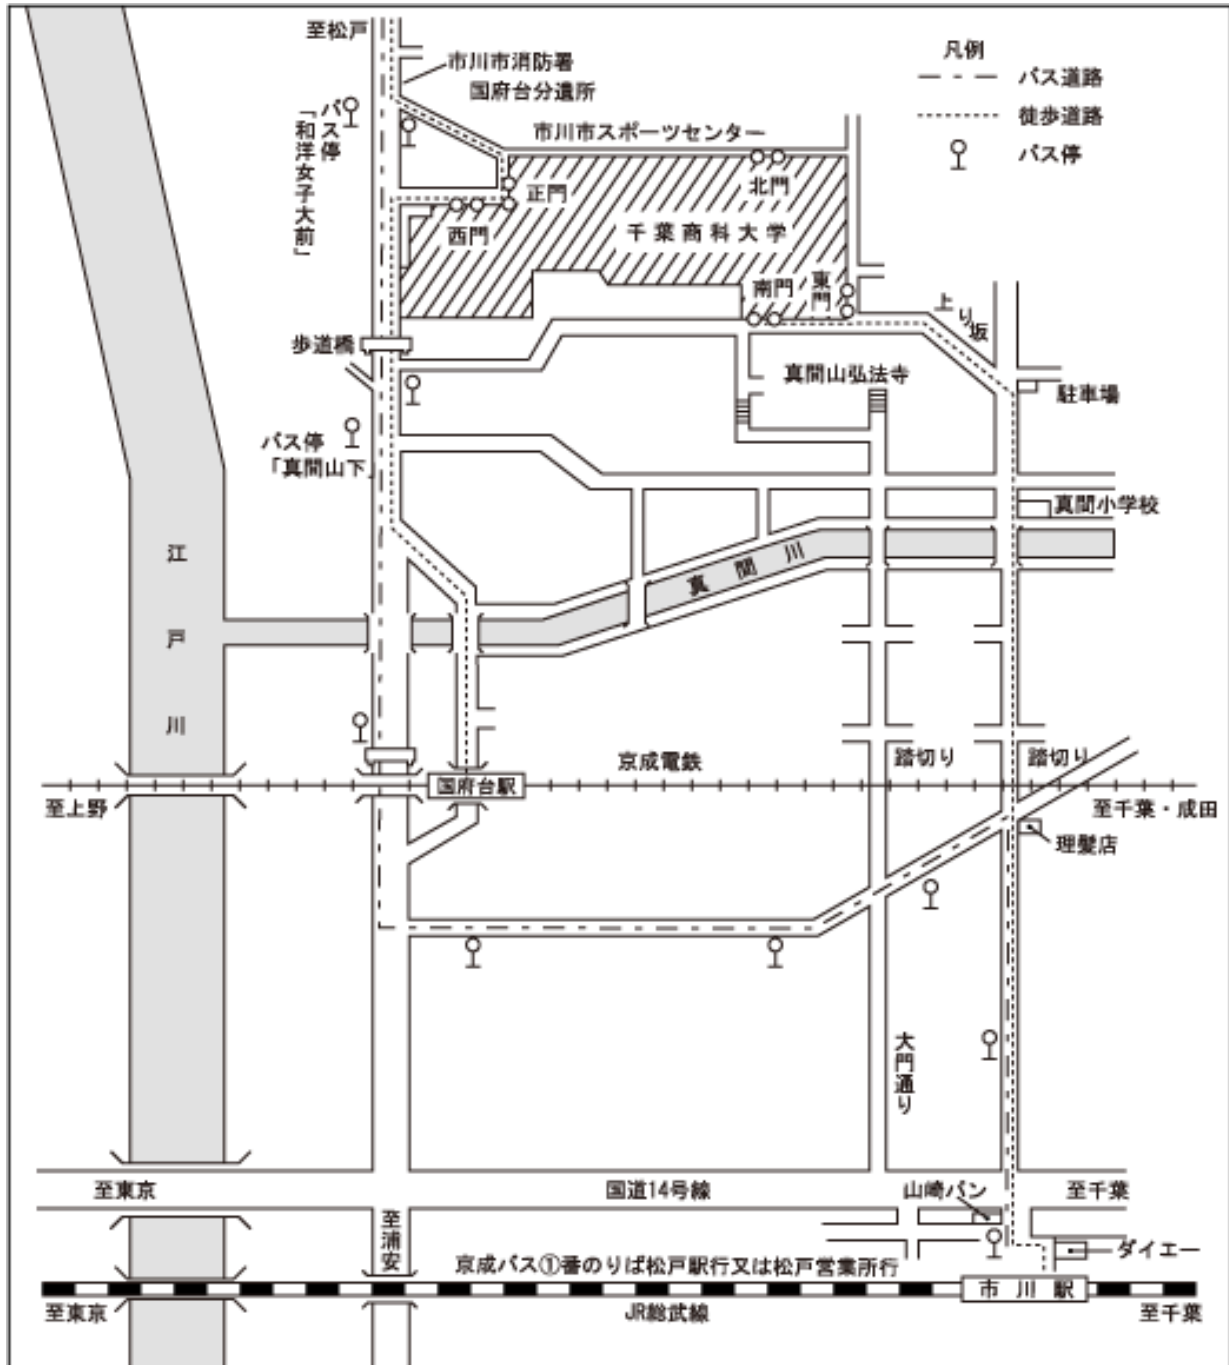 至松戸
市川市消防署
国府台分遣所
凡例
バス道路
徒歩道路
バス停
バス停
「和洋女子大前」
市川市スポーツセンター
正門
北門
西門
千葉商科大学
南門
東門
上り坂
歩道橋
真間山弘法寺
駐車場
バス停
「真間山下」
真間小学校
江戸川
真間川
京成電鉄
踏切り
踏切り
国府台駅
至上野
至千葉・成田
理髪店
大門通り
至東京
国道14号線
山崎パン
至千葉
至浦安
ダイエー
京成バス①番のりば松戸駅行又は松戸営業所行
市川駅
至東京
JR総武線
至千葉